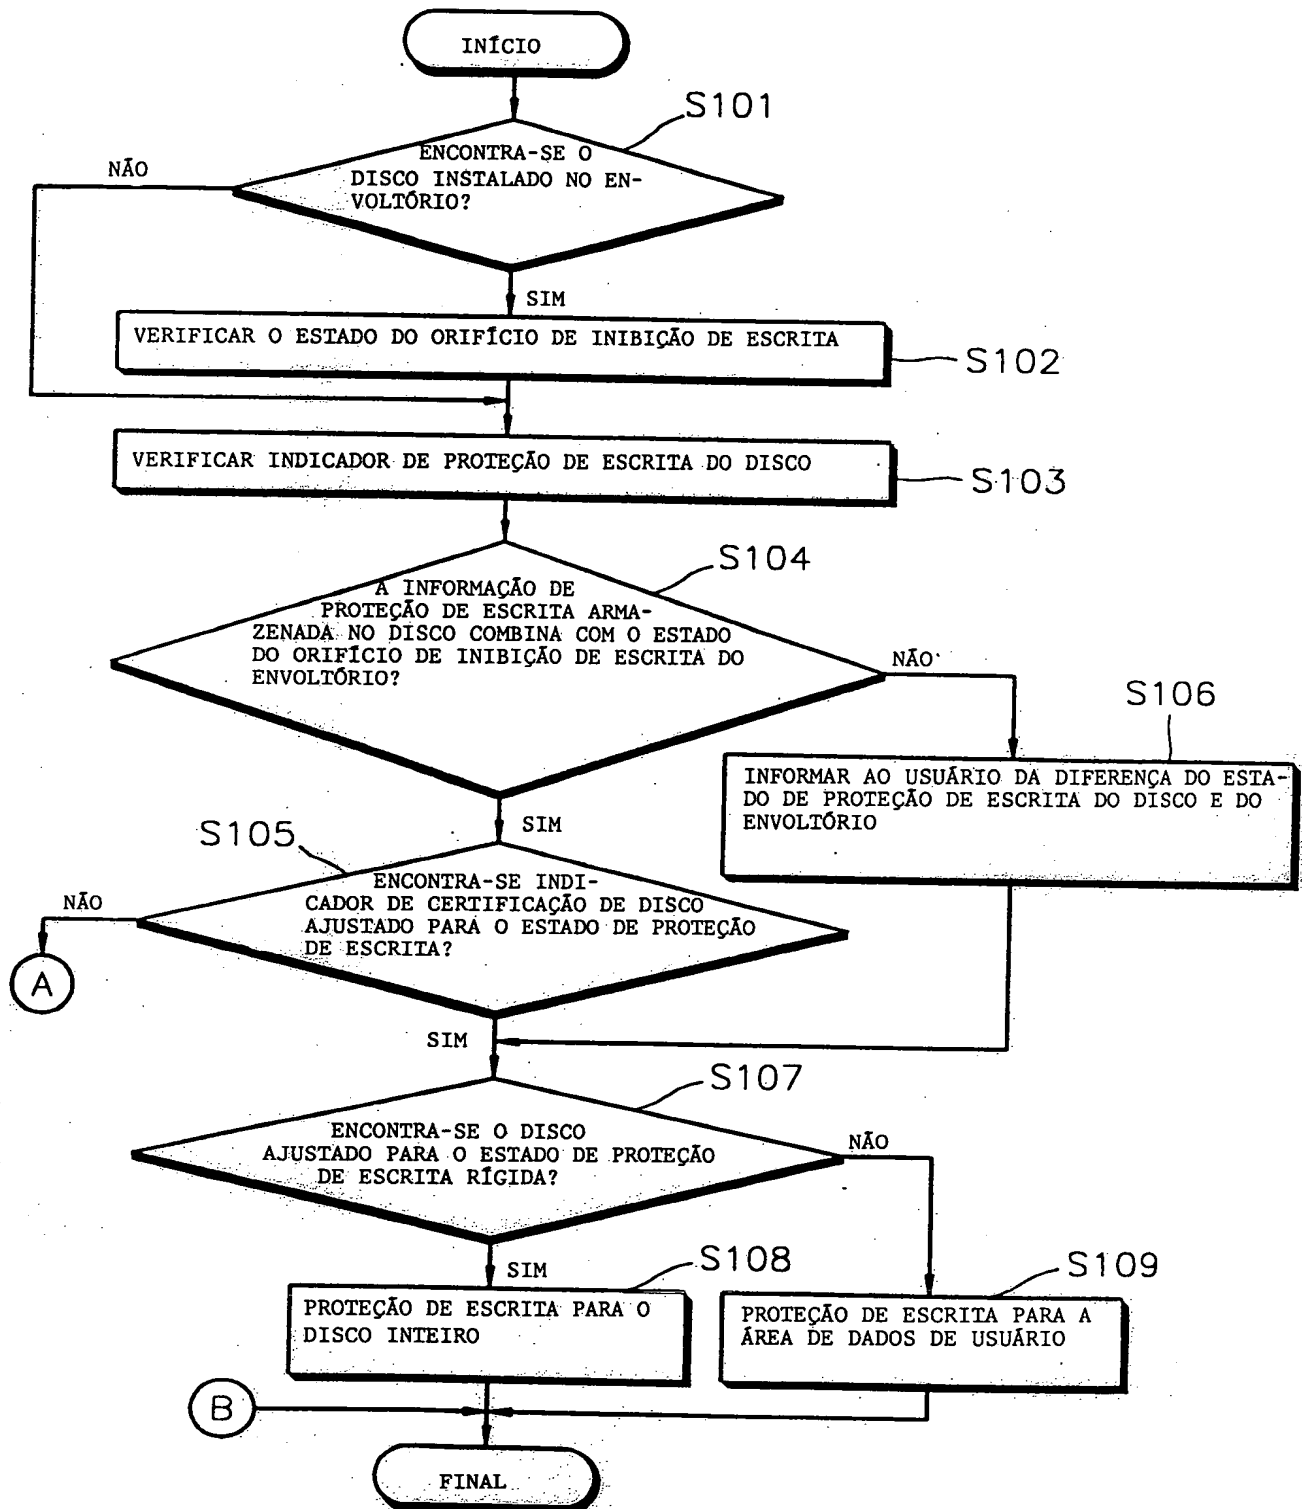 INÍCIO
S101
ENCONTRA-SE O
DISCO INSTALADO NO EN-
VOLTÓRIO?
NÃO
SIM
VERIFICAR O ESTADO DO ORIFÍCIO DE INIBIÇÃO DE ESCRITA
S102
VERIFICAR INDICADOR DE PROTEÇÃO DE ESCRITA DO DISCO
S103
S104
A INFORMAÇÃO DE
PROTEÇÃO DE ESCRITA ARMA-
ZENADA NO DISCO COMBINA COM O ESTADO
DO ORIFÍCIO DE INIBIÇÃO DE ESCRITA DO
ENVOLTÓRIO?
NÃO
S106
INFORMAR AO USUÁRIO DA DIFERENÇA DO ESTA-
DO DE PROTEÇÃO DE ESCRITA DO DISCO E DO
ENVOLTÓRIO
SIM
S105
ENCONTRA-SE INDI-
CADOR DE CERTIFICAÇÃO DE DISCO
AJUSTADO PARA O ESTADO DE PROTEÇÃO
DE ESCRITA?
NÃO
A
SIM
S107
ENCONTRA-SE O DISCO
AJUSTADO PARA O ESTADO DE PROTEÇÃO
DE ESCRITA RÍGIDA?
NÃO
SIM
S108
PROTEÇÃO DE ESCRITA PARA O
DISCO INTEIRO
S109
PROTEÇÃO DE ESCRITA PARA A
ÁREA DE DADOS DE USUÁRIO
B
FINAL